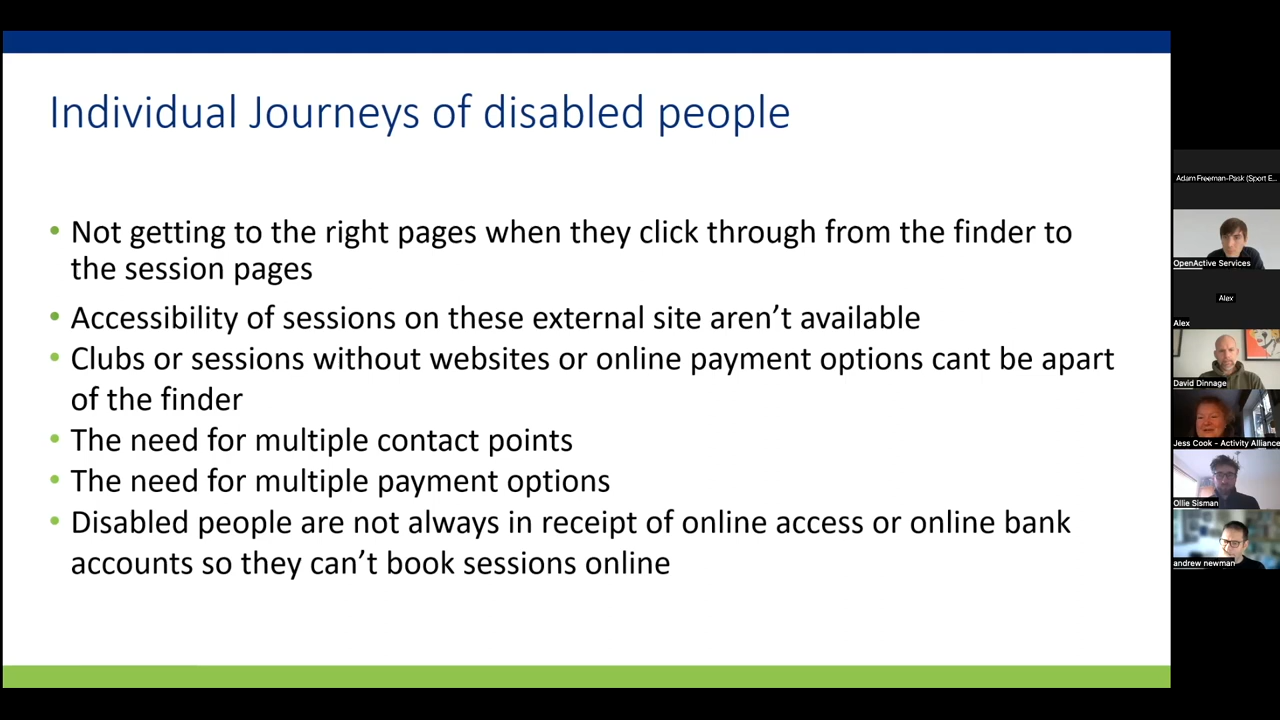 Individual Journeys of disabled people
• Not getting to the right pages when they click through from the finder to
the session pages
• Accessibility of sessions on these external site aren’t available
• Clubs or sessions without websites or online payment options cant be apart
of the finder
• The need for multiple contact points
• The need for multiple payment options
• Disabled people are not always in receipt of online access or online bank
accounts so they can’t book sessions online
Adam Freeman-Pask (Sport E...
OpenActive Services
Alex
Alex
David Dinnage
Jess Cook - Activity Alliance
Ollie Sisman
andrew newman